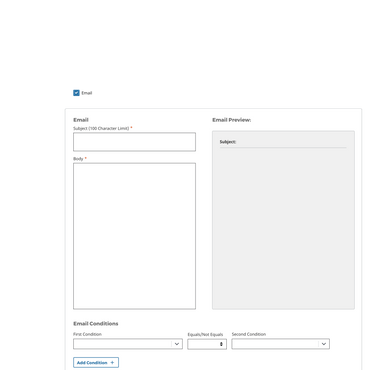 Email
Email
Email Preview:
Subject (100 Character Limit) *
Subject:
Body *
Email Conditions
First Condition
Equals/Not Equals
Second Condition
Add Condition +